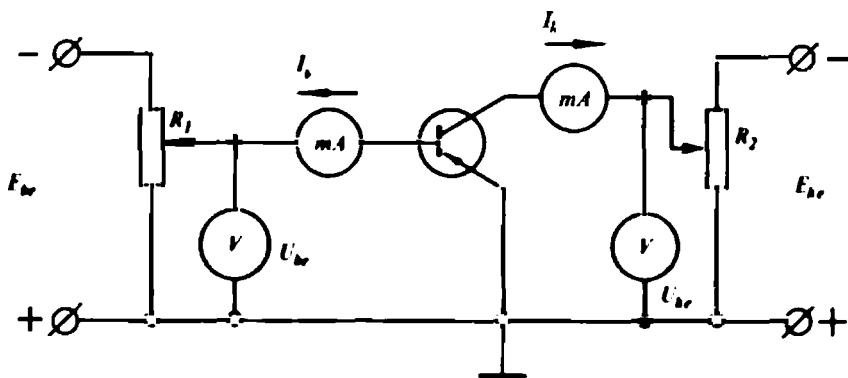 I_k
− −
I_b
R_1 mA mA R_2
E_be E_ke
V U_be V
U_ke
+ +